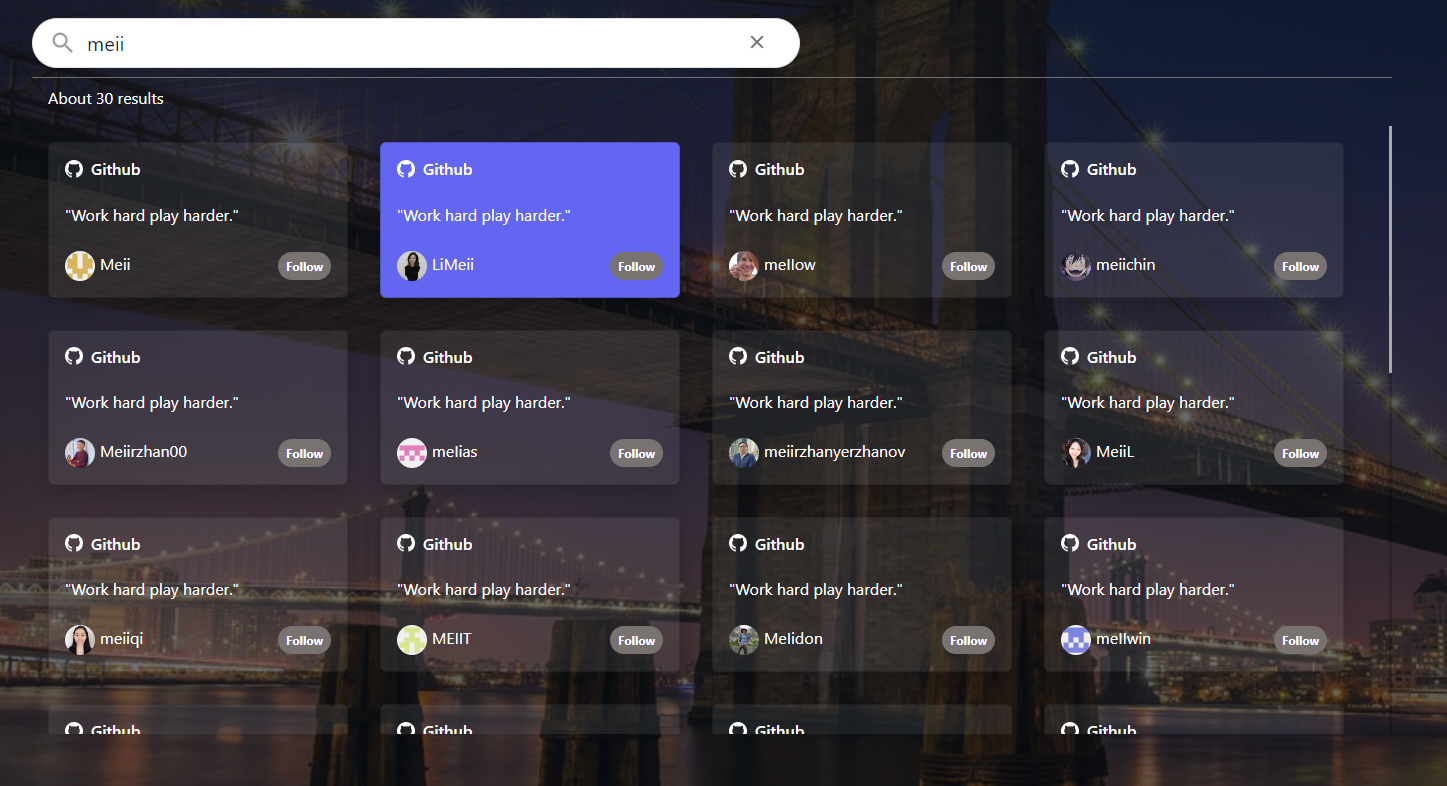 meii
About 30 results
Github
"Work hard play harder."
Meii
Follow
Github
"Work hard play harder."
LiMeii
Follow
Github
"Work hard play harder."
mellow
Follow
Github
"Work hard play harder."
meiichin
Follow
Github
"Work hard play harder."
Meiirzhan00
Follow
Github
"Work hard play harder."
melias
Follow
Github
"Work hard play harder."
meiirzhanyerzhanov
Follow
Github
"Work hard play harder."
MeiiL
Follow
Github
"Work hard play harder."
meiiqi
Follow
Github
"Work hard play harder."
MEIIT
Follow
Github
"Work hard play harder."
Melidon
Follow
Github
"Work hard play harder."
mellwin
Follow
Github
Github
Github
Github